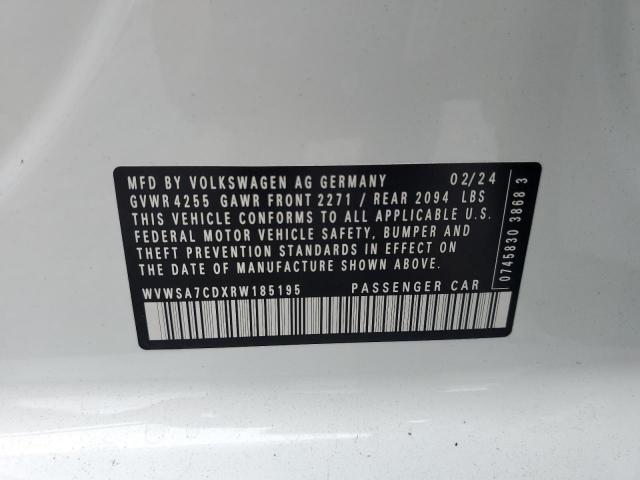 MFD BY VOLKSWAGEN AG GERMANY 02/24
GVWR 4255 GAWR FRONT 2271 / REAR 2094 LBS
THIS VEHICLE CONFORMS TO ALL APPLICABLE U.S.
FEDERAL MOTOR VEHICLE SAFETY, BUMPER AND
THEFT PREVENTION STANDARDS IN EFFECT ON
THE DATE OF MANUFACTURE SHOWN ABOVE.
WVWSA7CDXRW185195 PASSENGER CAR
0745830 3868 3